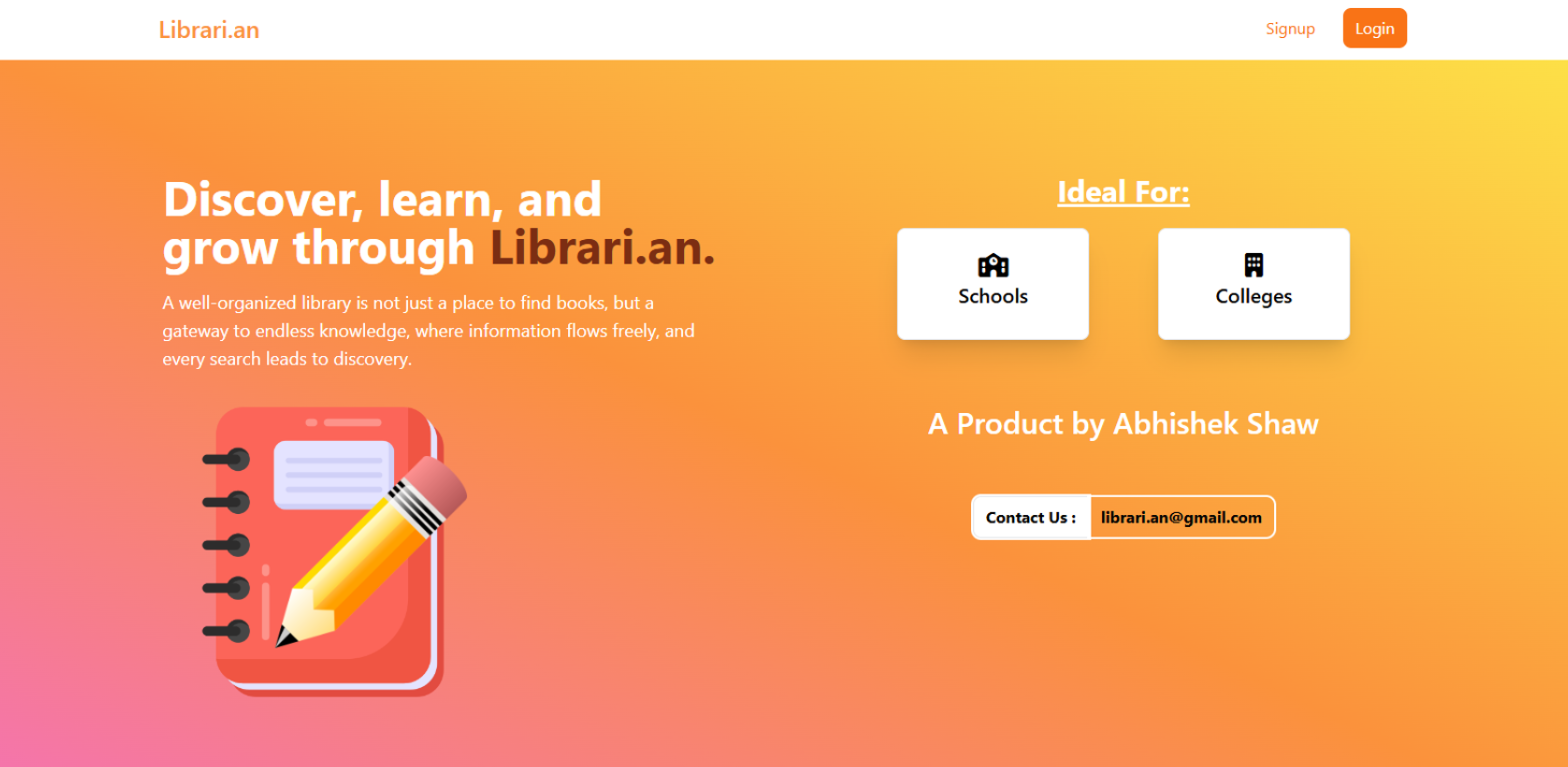 Librari.an
Signup
Login
Discover, learn, and
grow through Librari.an.
A well-organized library is not just a place to find books, but a
gateway to endless knowledge, where information flows freely, and
every search leads to discovery.
Ideal For:
Schools
Colleges
A Product by Abhishek Shaw
Contact Us : librari.an@gmail.com